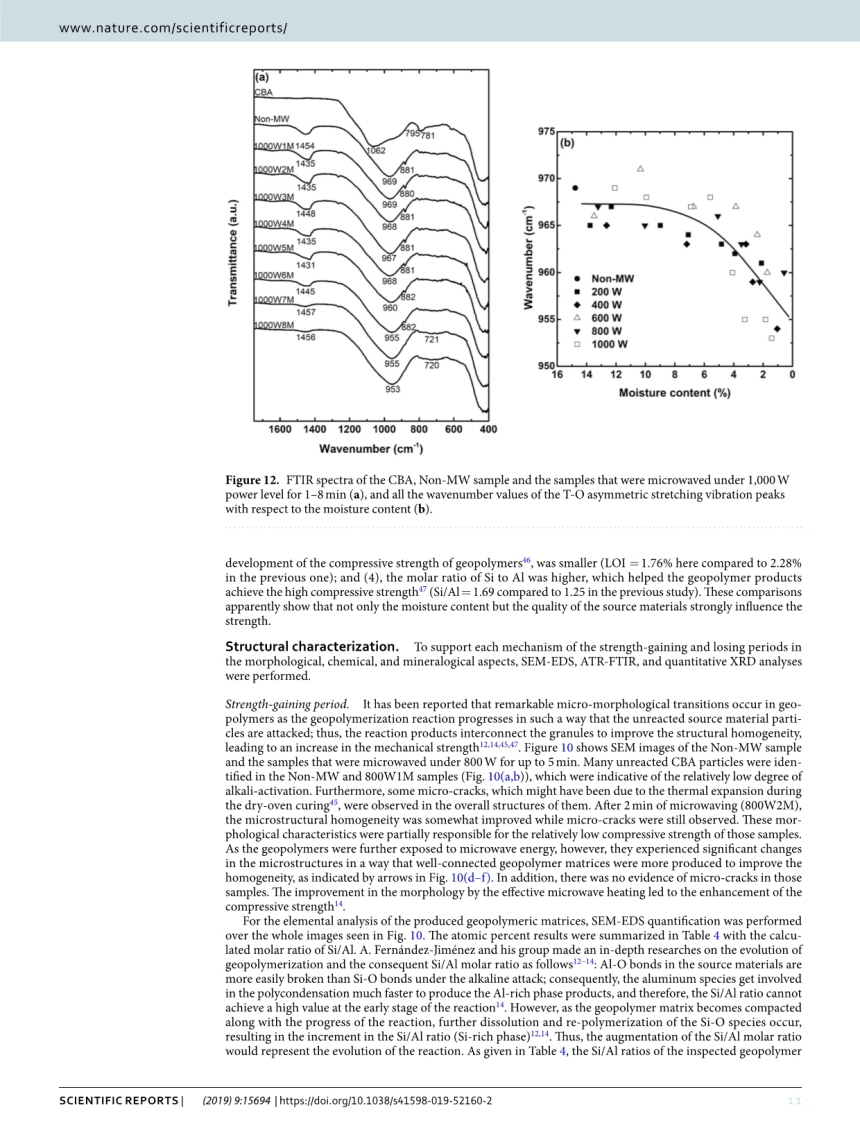 www.nature.com/scientificreports/
(a)
CBA
Non-MW
795
781
1062
1000W1M
1454
969
881
1000W2M
1435
969
880
1000W3M
1435
968
881
1000W4M
1448
967
881
1000W5M
1435
968
881
1000W6M
1431
960
882
1000W7M
1445
955
882
721
1000W8M
1457
955
720
1456
953
Transmittance (a.u.)
1600 1400 1200 1000 800 600 400
Wavenumber (cm-1)
(b)
975
970
965
960
955
950
Wavenumber (cm-1)
Non-MW
200 W
400 W
600 W
800 W
1000 W
16 14 12 10 8 6 4 2 0
Moisture content (%)
Figure 12. FTIR spectra of the CBA, Non-MW sample and the samples that were microwaved under 1,000 W
power level for 1–8 min (a), and all the wavenumber values of the T-O asymmetric stretching vibration peaks
with respect to the moisture content (b).
development of the compressive strength of geopolymers46, was smaller (LOI = 1.76% here compared to 2.28%
in the previous one); and (4), the molar ratio of Si to Al was higher, which helped the geopolymer products
achieve the high compressive strength47 (Si/Al = 1.69 compared to 1.25 in the previous study). These comparisons
apparently show that not only the moisture content but the quality of the source materials strongly influence the
strength.
Structural characterization. To support each mechanism of the strength-gaining and losing periods in
the morphological, chemical, and mineralogical aspects, SEM-EDS, ATR-FTIR, and quantitative XRD analyses
were performed.
Strength-gaining period. It has been reported that remarkable micro-morphological transitions occur in geo-
polymers as the geopolymerization reaction progresses in such a way that the unreacted source material parti-
cles are attacked; thus, the reaction products interconnect the granules to improve the structural homogeneity,
leading to an increase in the mechanical strength12,14,45,47. Figure 10 shows SEM images of the Non-MW sample
and the samples that were microwaved under 800 W for up to 5 min. Many unreacted CBA particles were iden-
tified in the Non-MW and 800W1M samples (Fig. 10(a,b)), which were indicative of the relatively low degree of
alkali-activation. Furthermore, some micro-cracks, which might have been due to the thermal expansion during
the dry-oven curing45, were observed in the overall structures of them. After 2 min of microwaving (800W2M),
the microstructural homogeneity was somewhat improved while micro-cracks were still observed. These mor-
phological characteristics were partially responsible for the relatively low compressive strength of those samples.
As the geopolymers were further exposed to microwave energy, however, they experienced significant changes
in the microstructures in a way that well-connected geopolymer matrices were more produced to improve the
homogeneity, as indicated by arrows in Fig. 10(d–f). In addition, there was no evidence of micro-cracks in those
samples. The improvement in the morphology by the effective microwave heating led to the enhancement of the
compressive strength14.
For the elemental analysis of the produced geopolymeric matrices, SEM-EDS quantification was performed
over the whole images seen in Fig. 10. The atomic percent results were summarized in Table 4 with the calcu-
lated molar ratio of Si/Al. A. Fernández-Jiménez and his group made an in-depth researches on the evolution of
geopolymerization and the consequent Si/Al molar ratio as follows12–14: Al-O bonds in the source materials are
more easily broken than Si-O bonds under the alkaline attack; consequently, the aluminum species get involved
in the polycondensation much faster to produce the Al-rich phase products, and therefore, the Si/Al ratio cannot
achieve a high value at the early stage of the reaction14. However, as the geopolymer matrix becomes compacted
along with the progress of the reaction, further dissolution and re-polymerization of the Si-O species occur,
resulting in the increment in the Si/Al ratio (Si-rich phase)12,14. Thus, the augmentation of the Si/Al molar ratio
would represent the evolution of the reaction. As given in Table 4, the Si/Al ratios of the inspected geopolymer
SCIENTIFIC REPORTS | (2019) 9:15694 | https://doi.org/10.1038/s41598-019-52160-2
11